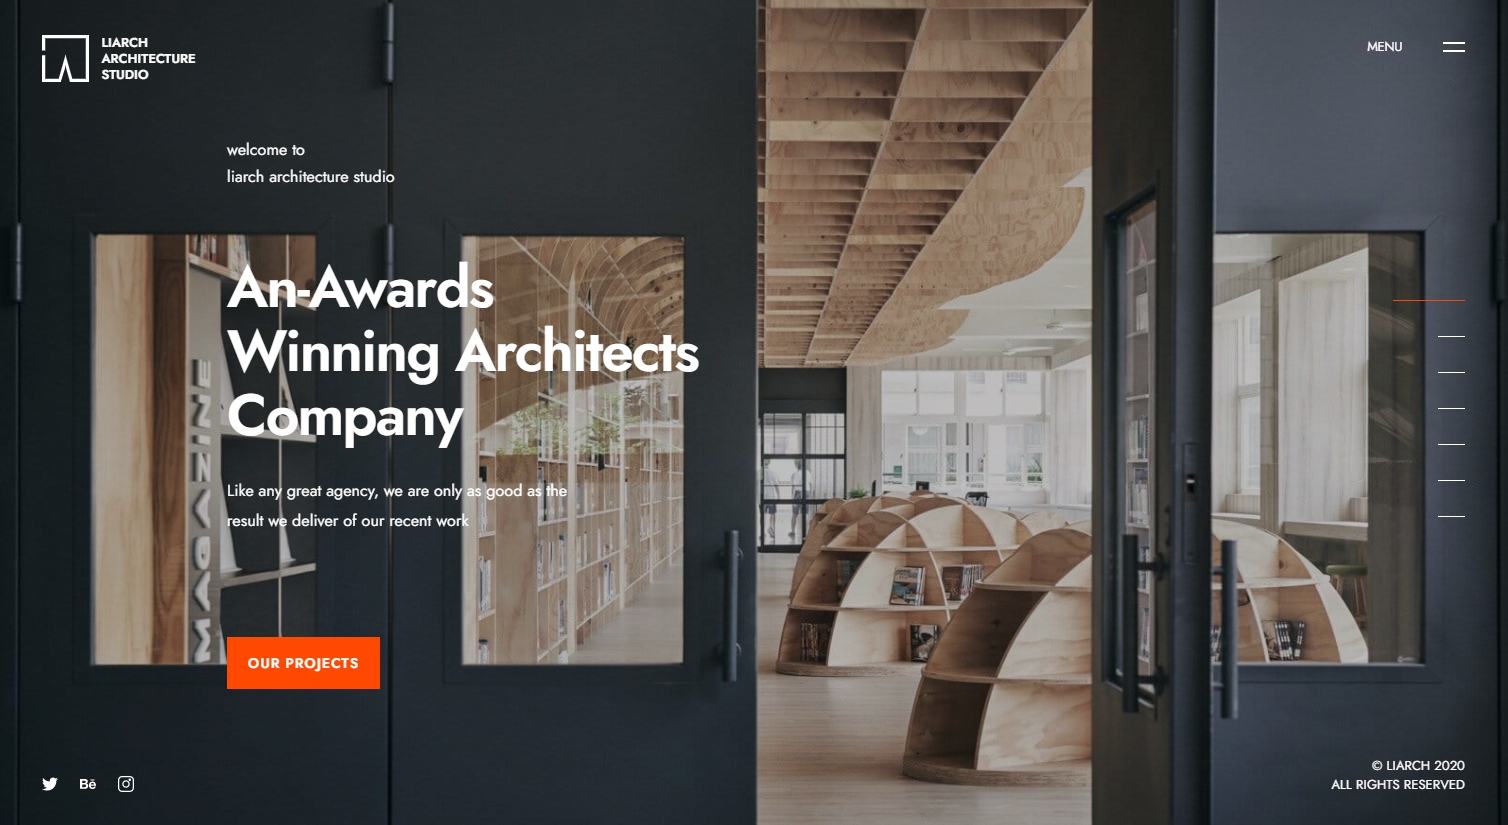 LIARCH
ARCHITECTURE
STUDIO
MENU
welcome to
liarch architecture studio
An-Awards
Winning Architects
Company
MAGAZINE
Like any great agency, we are only as good as the
result we deliver of our recent work
OUR PROJECTS
Bē
© LIARCH 2020
ALL RIGHTS RESERVED